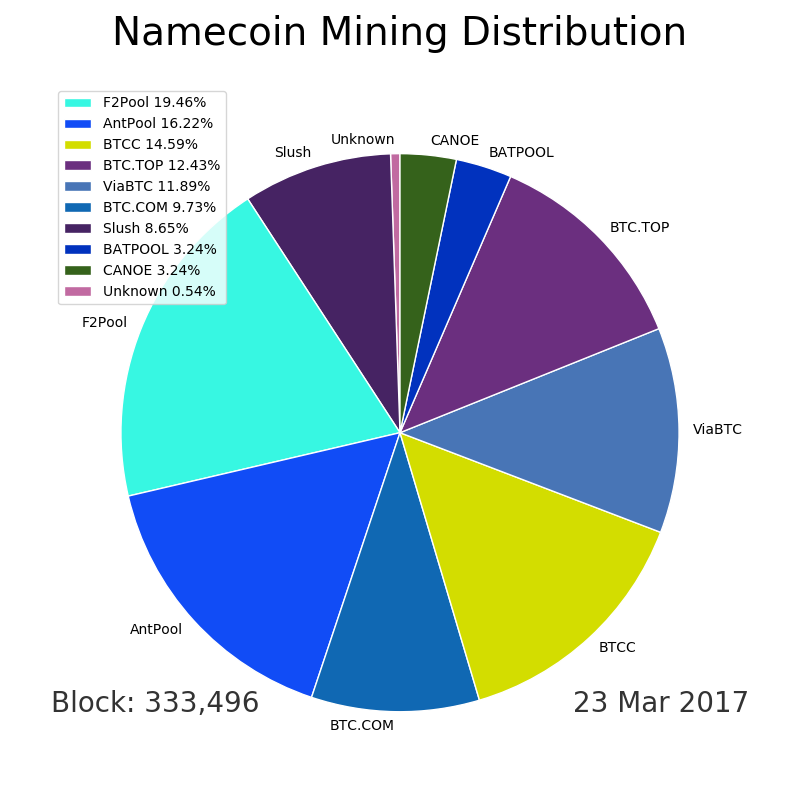 Namecoin Mining Distribution
F2Pool 19.46%
AntPool 16.22%
BTCC 14.59%
BTC.TOP 12.43%
ViaBTC 11.89%
BTC.COM 9.73%
Slush 8.65%
BATPOOL 3.24%
CANOE 3.24%
Unknown 0.54%
Unknown
CANOE
Slush
BATPOOL
BTC.TOP
F2Pool
ViaBTC
AntPool
BTCC
BTC.COM
Block: 333,496
23 Mar 2017